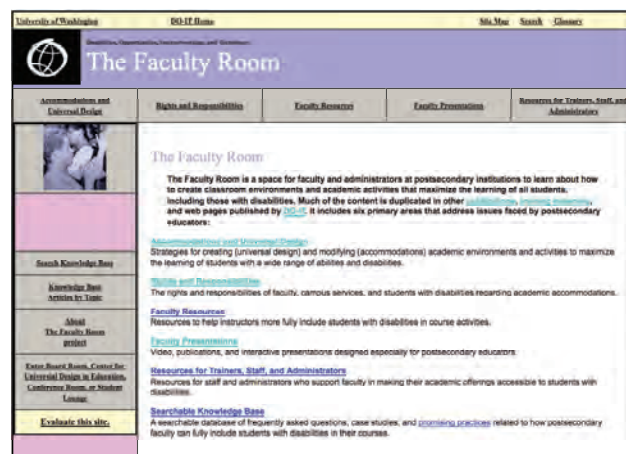 University of Washington
DO-IT Home
Site Map Search Glossary
The Faculty Room
Accommodations and
Universal Design
Rights and Responsibilities
Faculty Resources
Faculty Presentations
Resources for Trainers, Staff, and
Administrators
The Faculty Room
The Faculty Room is a space for faculty and administrators at postsecondary institutions to learn about how
to create classroom environments and academic activities that maximize the learning of all students,
including those with disabilities. Much of the content is duplicated in other
and web pages published by DO-IT. It includes six primary areas that address issues faced by postsecondary
educators:
Accommodations and Universal Design
Strategies for creating (universal design) and modifying (accommodations) academic environments and activities to maximize
the learning of students with a wide range of abilities and disabilities.
Rights and Responsibilities
The rights and responsibilities of faculty, campus services, and students with disabilities regarding academic accommodations.
Faculty Resources
Resources to help instructors more fully include students with disabilities in course activities.
Faculty Presentations
Video, publications, and interactive presentations designed especially for postsecondary educators.
Resources for Trainers, Staff, and Administrators
Resources for staff and administrators who support faculty in making their academic offerings accessible to students with
disabilities.
Searchable Knowledge Base
A searchable database of frequently asked questions, case studies, and promising practices related to how postsecondary
faculty can fully include students with disabilities in their courses.
Search Knowledge Base
Knowledge Base
Articles by Topic
About
The Faculty Room
project
Enter Board Room, Center for
Universal Design in Education,
Conference Room, or Student
Lounge
Evaluate this site.